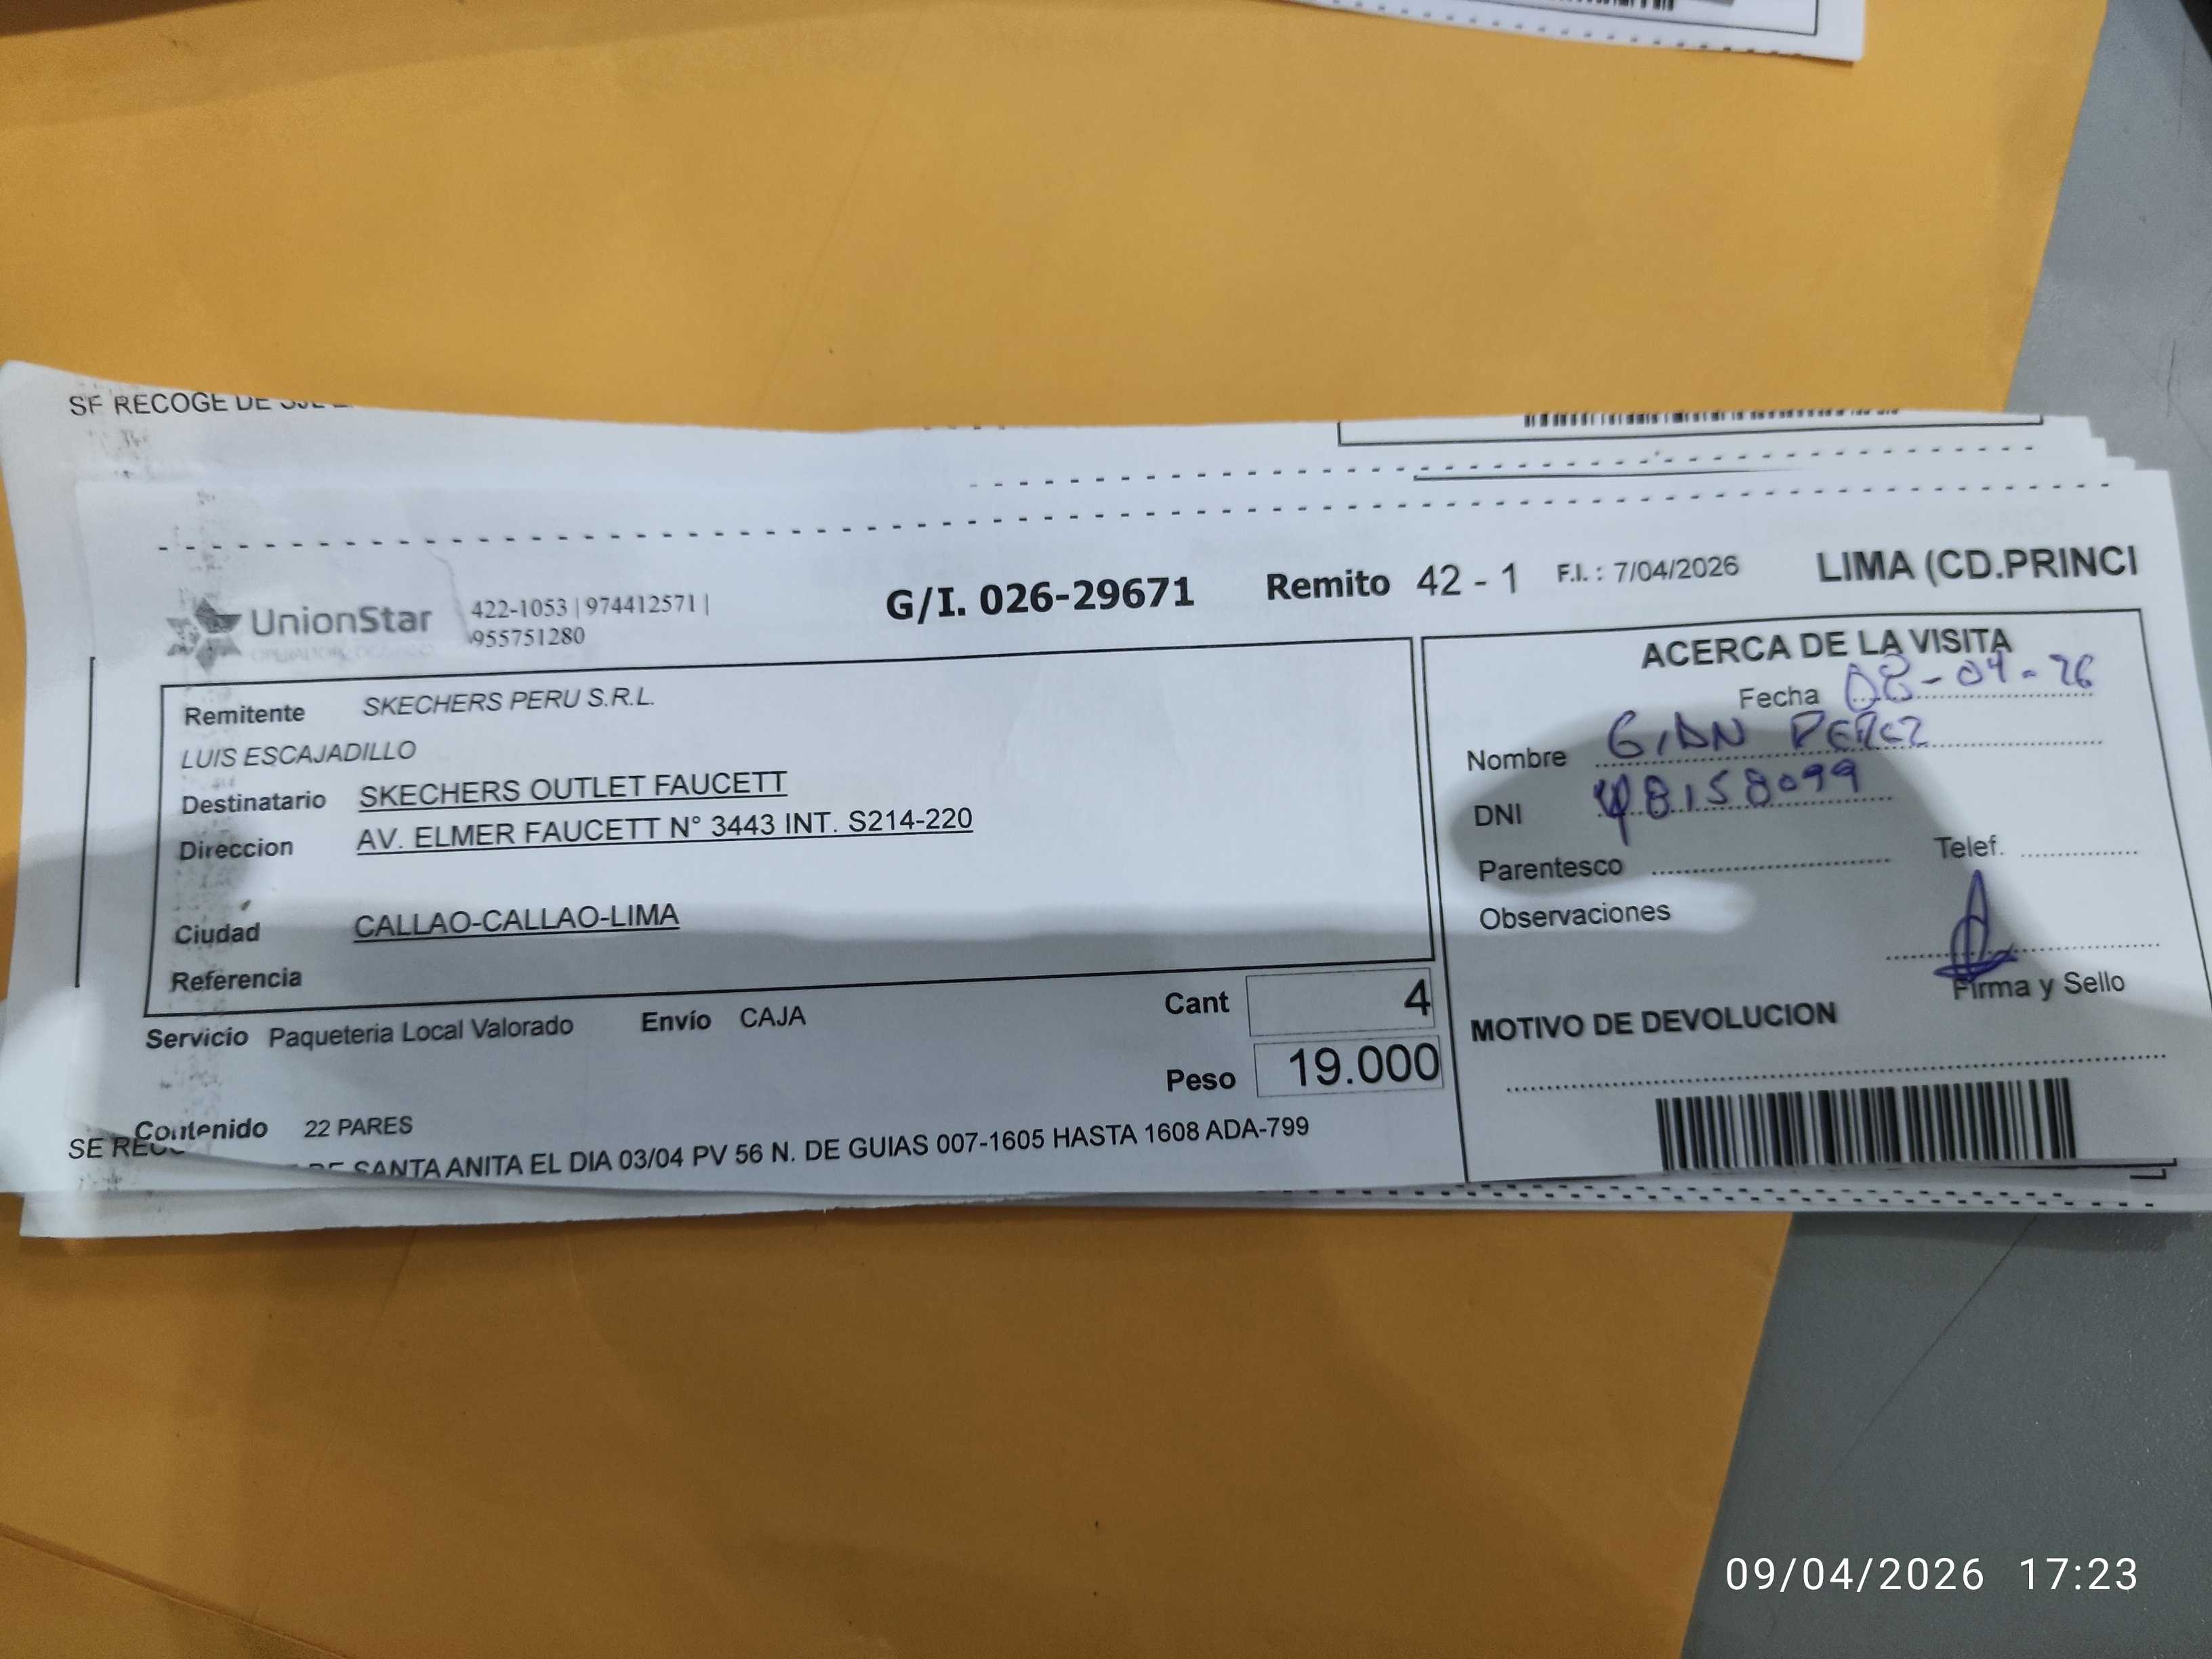 SE RECOGE DE
UnionStar
422-1053 | 974412571 |
955751280
G/I. 026-29671
Remito 42 - 1
F.I. : 7/04/2026
LIMA (CD.PRINCI
Remitente SKECHERS PERU S.R.L.
LUIS ESCAJADILLO
Destinatario SKECHERS OUTLET FAUCETT
Direccion AV. ELMER FAUCETT N° 3443 INT. S214-220
Ciudad CALLAO-CALLAO-LIMA
Referencia
Servicio Paqueteria Local Valorado Envío CAJA
Cant 4
Peso 19.000
Contenido 22 PARES
SANTA ANITA EL DIA 03/04 PV 56 N. DE GUIAS 007-1605 HASTA 1608 ADA-799
SE
ACERCA DE LA VISITA
Fecha 08-04-26
Nombre GIAN PEREZ
DNI 48158099
Parentesco
Telef.
Observaciones
Firma y Sello
MOTIVO DE DEVOLUCION
09/04/2026 17:23